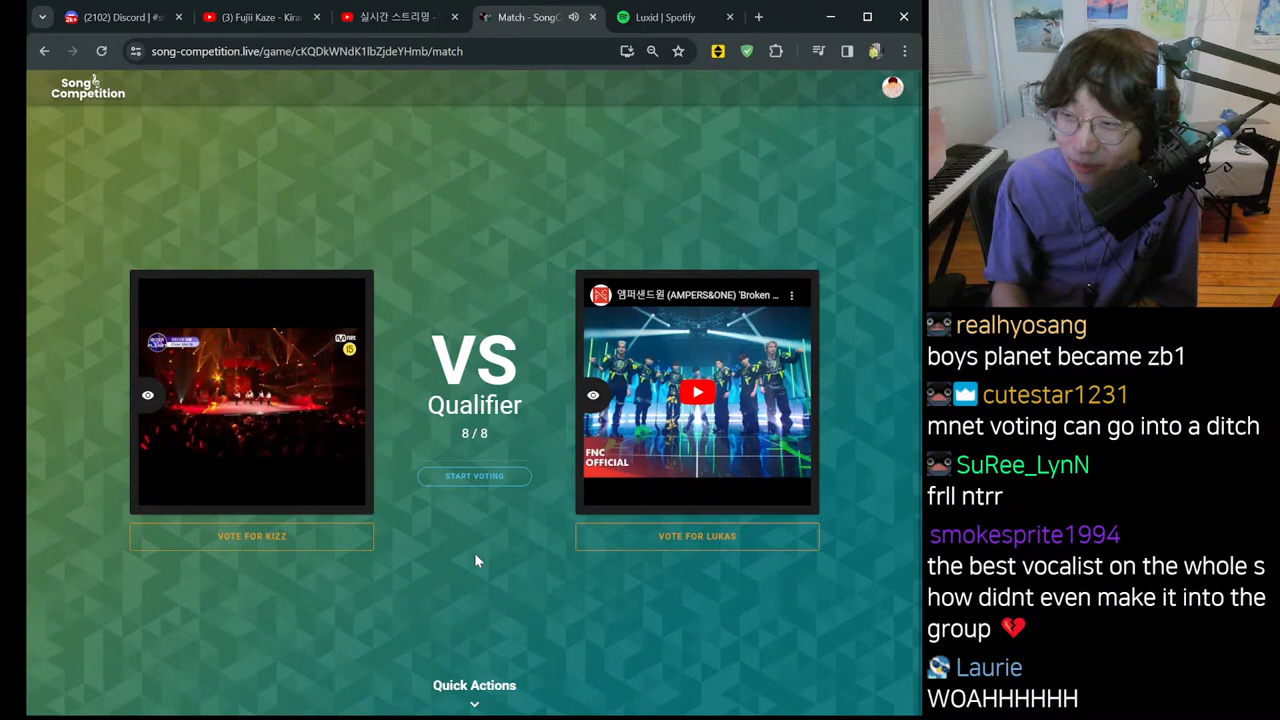 (2102) Discord | #s
(3) Fujii Kaze - Kira
실시간 스트리밍 -
Match - SongC
Luxid | Spotify
song-competition.live/game/cKQDkWNdK1lbZjdeYHmb/match
Song
Competition
Mnet
15
앰퍼샌드원 (AMPERS&ONE) 'Broken ...
FNC
OFFICIAL
VS
Qualifier
8 / 8
START VOTING
VOTE FOR KIZZ
VOTE FOR LUKAS
Quick Actions
realhyosang
boys planet became zb1
cutestar1231
mnet voting can go into a ditch
SuRee_LynN
frll ntrr
smokesprite1994
the best vocalist on the whole s
how didnt even make it into the
group
Laurie
WOAHHHHHH